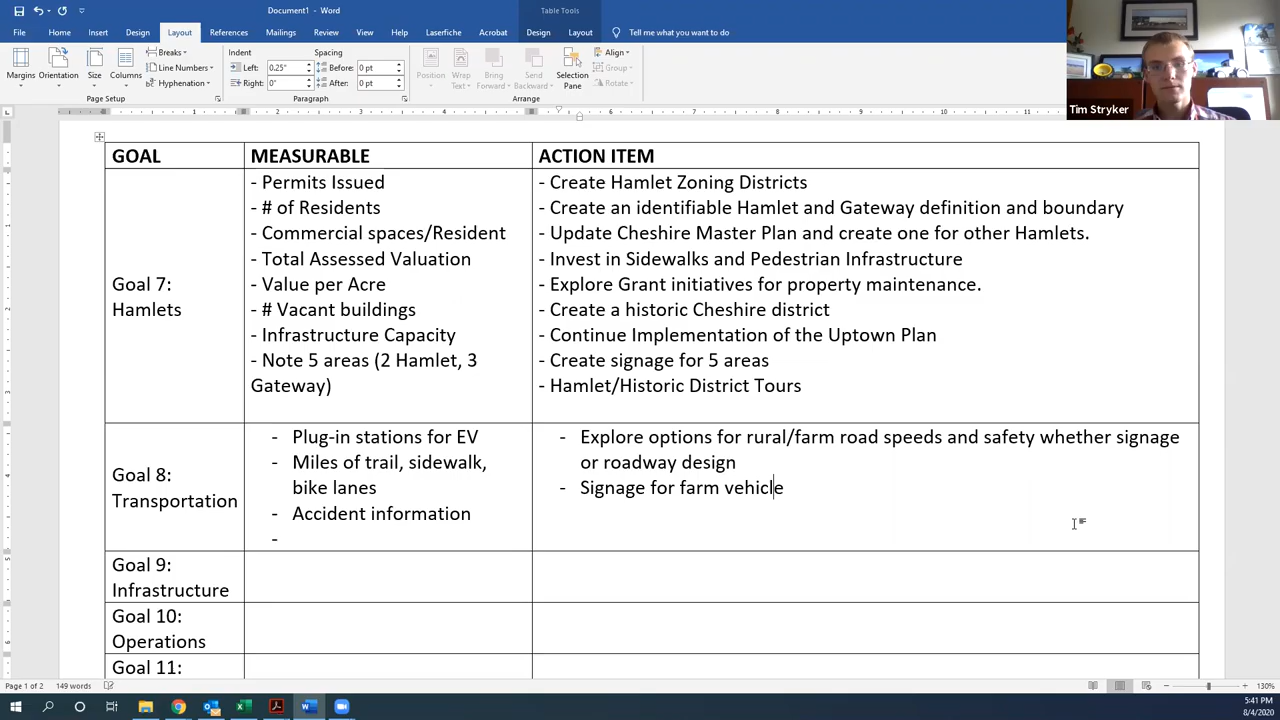 Document1 - Word
Table Tools
File Home Insert Design Layout References Mailings Review View Help Laserfiche Acrobat Design Layout Tell me what you want to do
Margins Orientation Size Columns
Breaks
Line Numbers
Hyphenation
Page Setup
Indent
Left: 0.25"
Right: 0"
Spacing
Before: 0 pt
After: 0 pt
Paragraph
Position Wrap Text Bring Forward Send Backward Selection Pane
Align
Group
Rotate
Arrange
Tim Stryker
GOAL MEASURABLE ACTION ITEM
Goal 7:
Hamlets
- Permits Issued
- # of Residents
- Commercial spaces/Resident
- Total Assessed Valuation
- Value per Acre
- # Vacant buildings
- Infrastructure Capacity
- Note 5 areas (2 Hamlet, 3
Gateway)
- Create Hamlet Zoning Districts
- Create an identifiable Hamlet and Gateway definition and boundary
- Update Cheshire Master Plan and create one for other Hamlets.
- Invest in Sidewalks and Pedestrian Infrastructure
- Explore Grant initiatives for property maintenance.
- Create a historic Cheshire district
- Continue Implementation of the Uptown Plan
- Create signage for 5 areas
- Hamlet/Historic District Tours
Goal 8:
Transportation
- Plug-in stations for EV
- Miles of trail, sidewalk,
bike lanes
- Accident information
-
- Explore options for rural/farm road speeds and safety whether signage
or roadway design
- Signage for farm vehicle
Goal 9:
Infrastructure
Goal 10:
Operations
Goal 11:
Page 1 of 2 149 words 130%
5:41 PM
8/4/2020